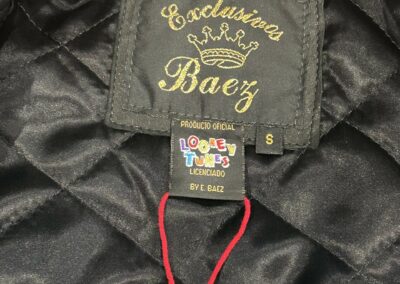 Exclusivos
Baez
PRODUCTO OFICIAL
S
LOONEY
TUNES
LICENCIADO
BY E. BAEZ